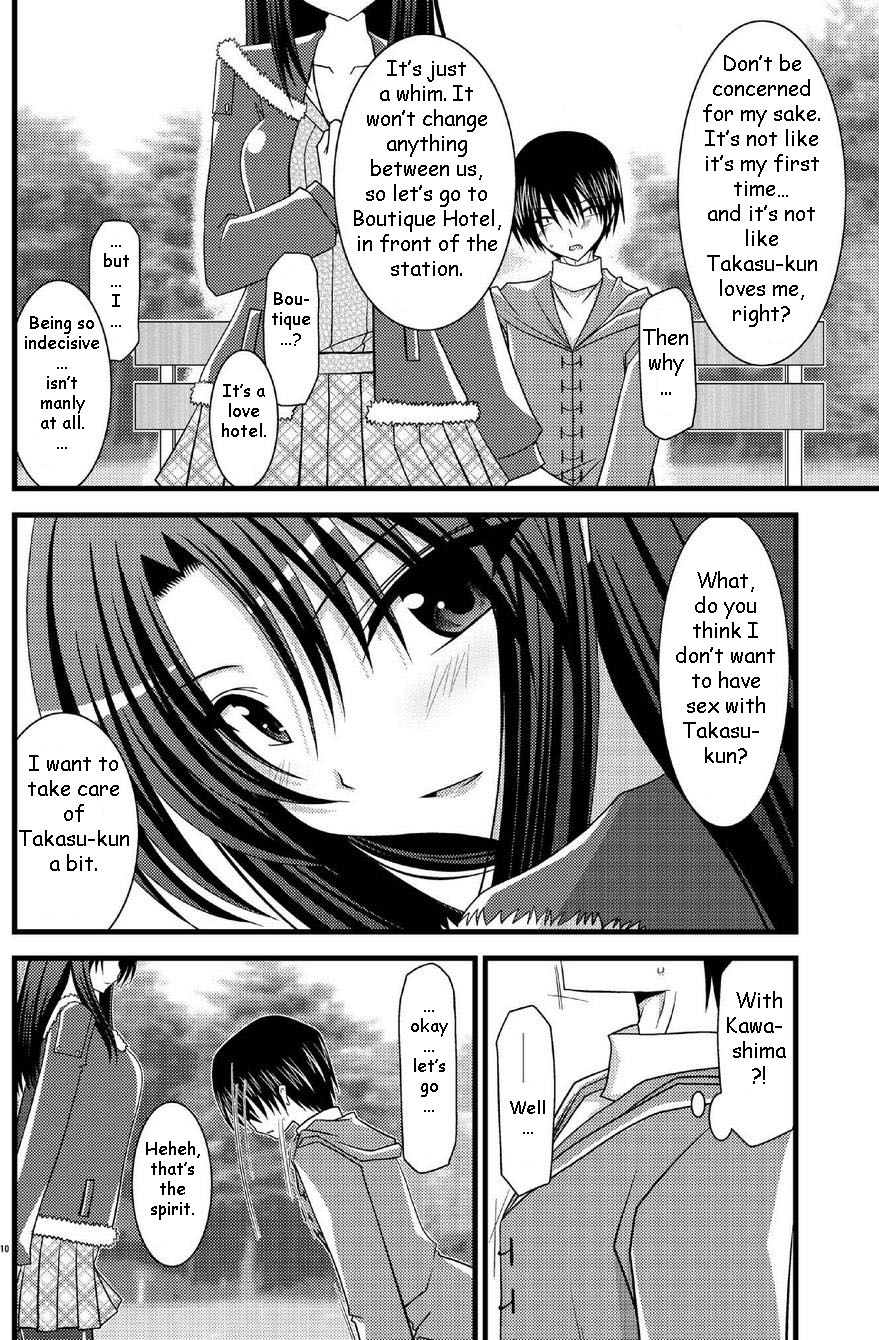 Don't be
concerned
for my sake.
It's not like
it's my first
time...
and it's not
like
Takasu-kun
loves me,
right?
Then
why
...
It's just
a whim. It
won't change
anything
between us,
so let's go to
Boutique Hotel,
in front of the
station.
Bou-
tique
...?
It's a
love
hotel.
...
but
...
I
...
Being so
indecisive
...
isn't
manly
at all.
...
What,
do you
think I
don't want
to have
sex with
Takasu-
kun?
I want to
take care
of
Takasu-kun
a bit.
With
Kawa-
shima
?!
...
Well
...
...
okay
...
let's
go
...
Heheh,
that's
the
spirit.
10